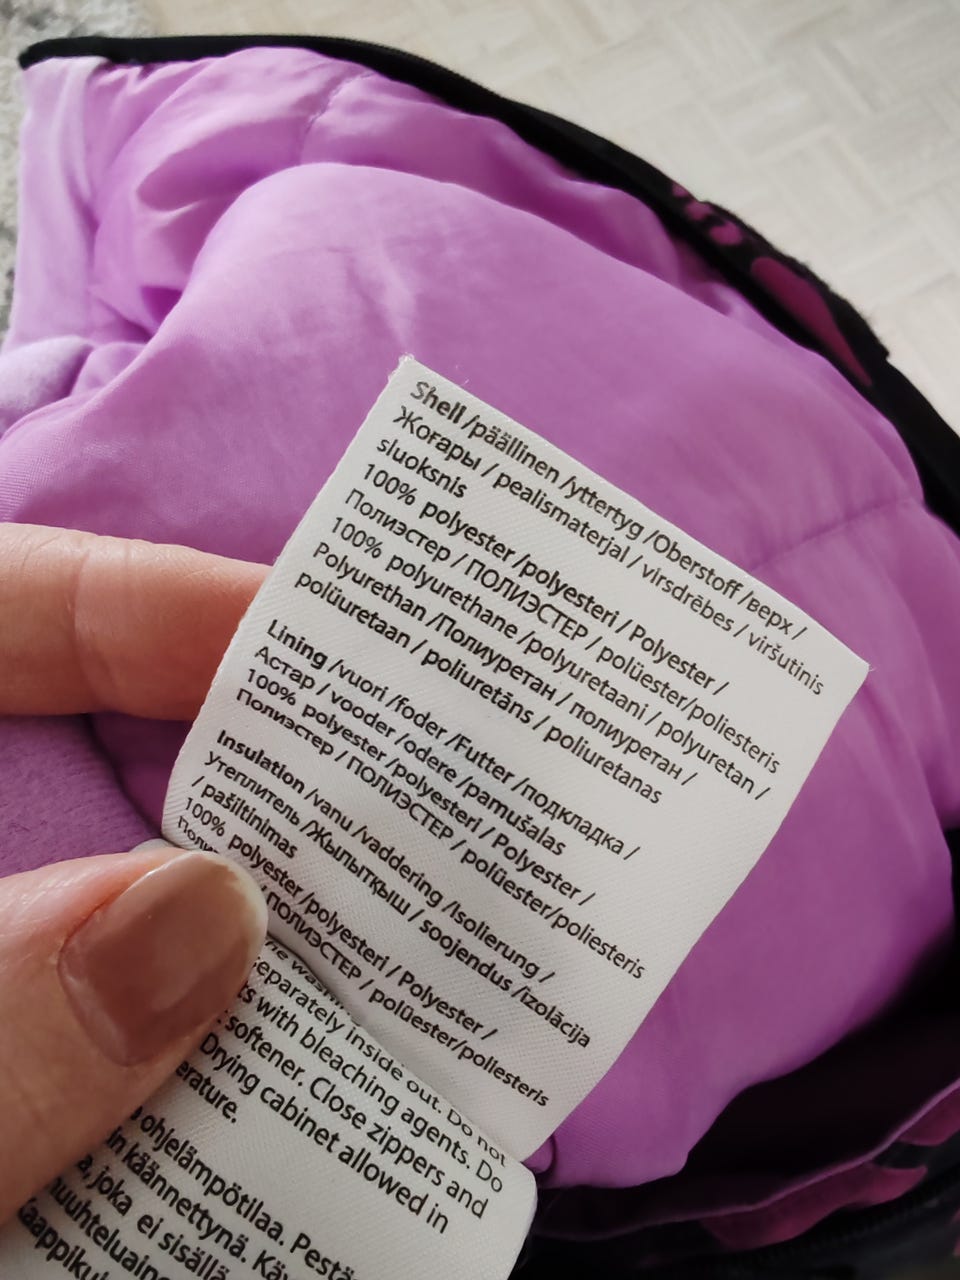 Shell /päällinen /yttertyg /Oberstoff /верх /
Жоғары / pealismaterjal / virsdrēbes / viršutinis
sluoksnis
100% polyester /polyesteri / Polyester /
Полиэстер / ПОЛИЭСТЕР / polüester/poliesteris
100% polyurethane /polyuretaani / polyuretan /
Polyurethan /Полиуретан / полиуретан /
polüuretaan / poliuretāns / poliuretanas
Lining /vuori /foder /Futter /подкладка /
Астар / vooder /odere /pamušalas
100% polyester /polyesteri / Polyester /
Полиэстер / ПОЛИЭСТЕР / polüester/poliesteris
Insulation /vanu /vaddering /Isolierung /
утеплитель /Жылытқыш / soojendus /izolācija
/ pašiltinimas
100% polyester /polyesteri / Polyester /
/ ПОЛИЭСТЕР / polüester/poliesteris
separately inside out. Do not
with bleaching agents. Do
softener. Close zippers and
Drying cabinet allowed in
ohjelämpötilaa.
käännettynä.
joka ei sisällä